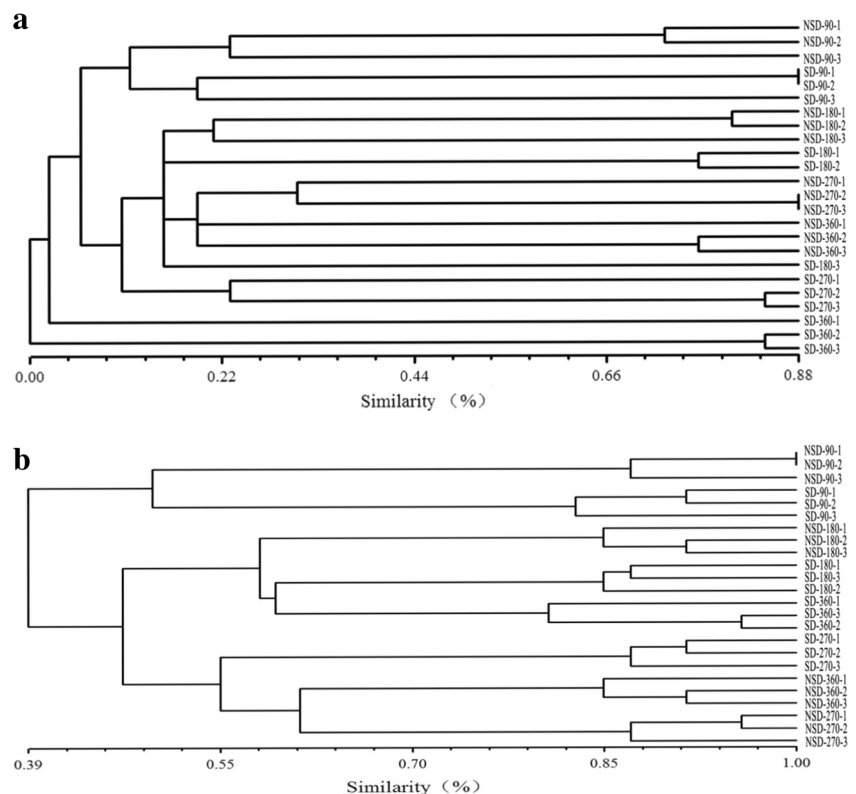 a
NSD-90-1
NSD-90-2
NSD-90-3
SD-90-1
SD-90-2
SD-90-3
NSD-180-1
NSD-180-2
NSD-180-3
SD-180-1
SD-180-2
NSD-270-1
NSD-270-2
NSD-270-3
NSD-360-1
NSD-360-2
NSD-360-3
SD-180-3
SD-270-1
SD-270-2
SD-270-3
SD-360-1
SD-360-2
SD-360-3
0.00 0.22 0.44 0.66 0.88
Similarity （%）
b
NSD-90-1
NSD-90-2
NSD-90-3
SD-90-1
SD-90-2
SD-90-3
NSD-180-1
NSD-180-2
NSD-180-3
SD-180-1
SD-180-3
SD-180-2
SD-360-1
SD-360-3
SD-360-2
SD-270-1
SD-270-2
SD-270-3
NSD-360-1
NSD-360-2
NSD-360-3
NSD-270-1
NSD-270-2
NSD-270-3
0.39 0.55 0.70 0.85 1.00
Similarity （%）